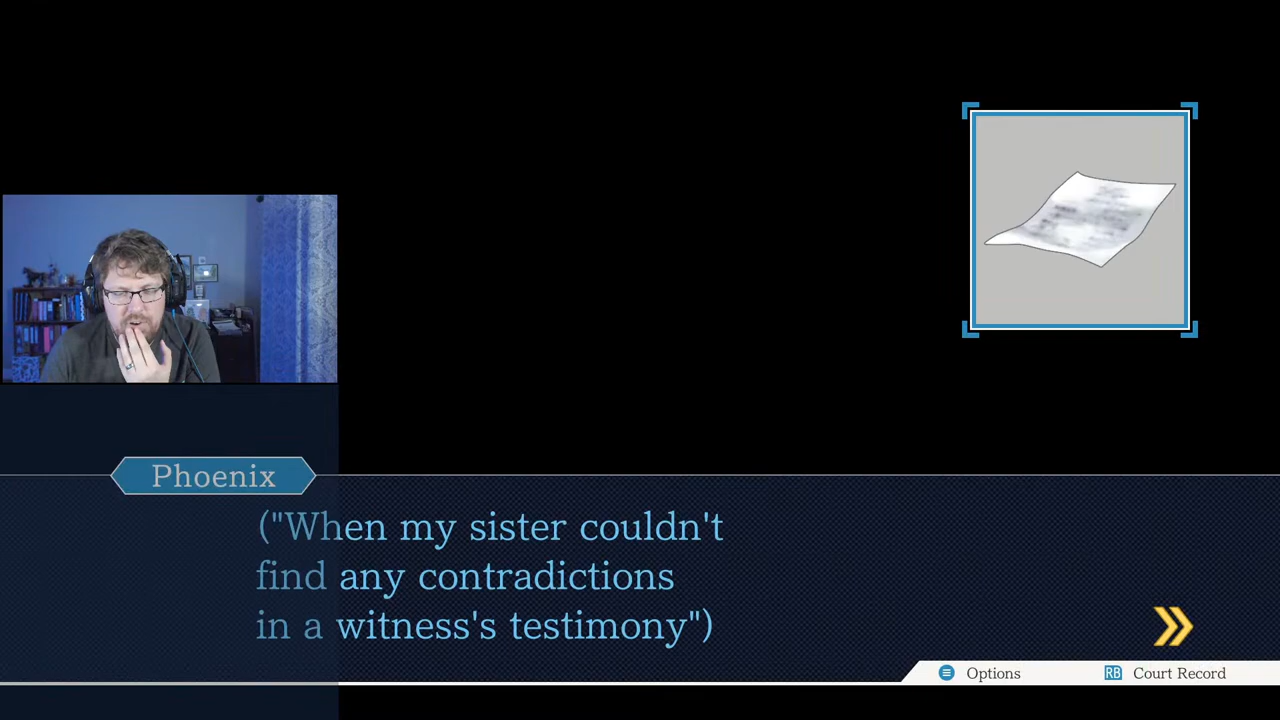 Phoenix
("When my sister couldn't
find any contradictions
in a witness's testimony")
Options
RB Court Record